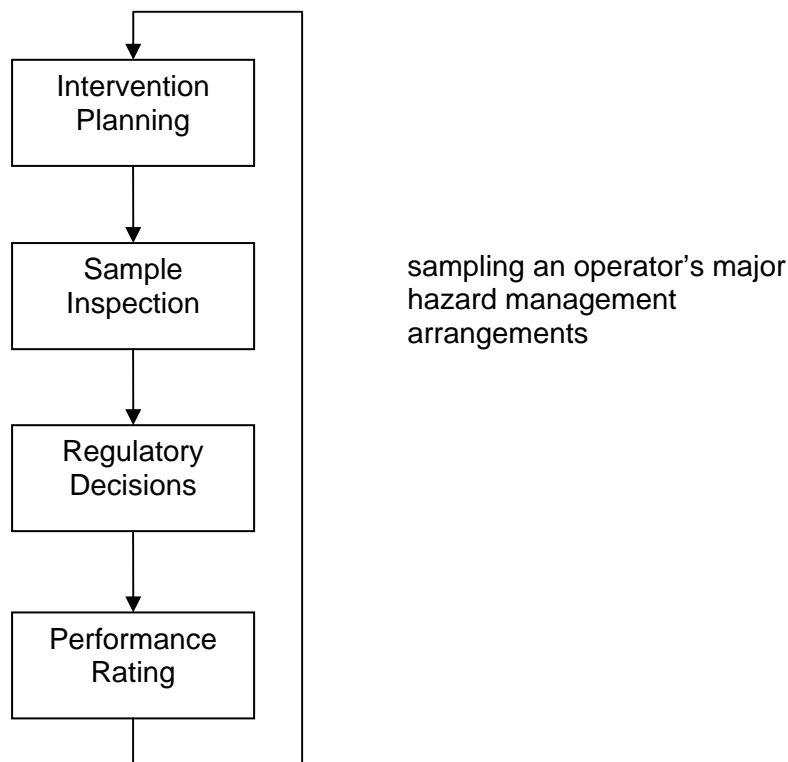 Intervention
Planning
Sample
Inspection
sampling an operator’s major
hazard management
arrangements
Regulatory
Decisions
Performance
Rating